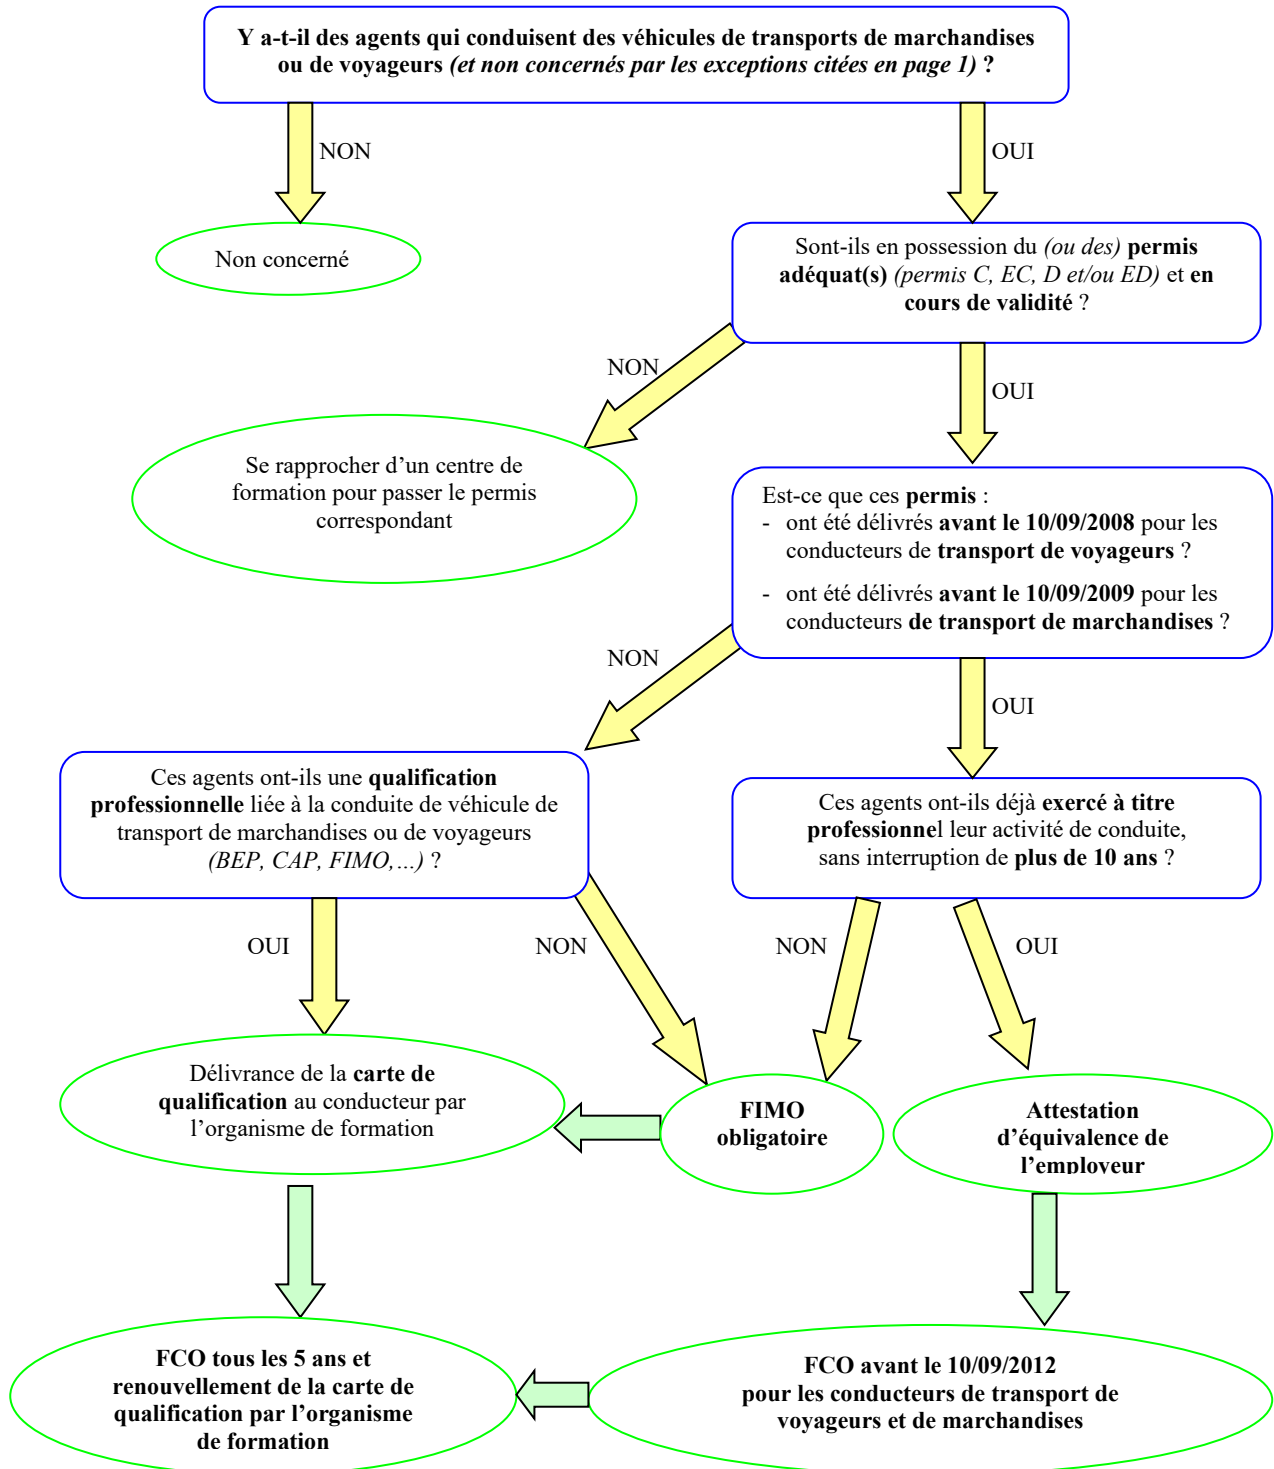 Y a-t-il des agents qui conduisent des véhicules de transports de marchandises
ou de voyageurs (et non concernés par les exceptions citées en page 1) ?
NON
OUI
Non concerné
Sont-ils en possession du (ou des) permis
adéquat(s) (permis C, EC, D et/ou ED) et en
cours de validité ?
NON
OUI
Se rapprocher d’un centre de
formation pour passer le permis
correspondant
Est-ce que ces permis :
- ont été délivrés avant le 10/09/2008 pour les
conducteurs de transport de voyageurs ?
- ont été délivrés avant le 10/09/2009 pour les
conducteurs de transport de marchandises ?
NON
OUI
Ces agents ont-ils une qualification
professionnelle liée à la conduite de véhicule de
transport de marchandises ou de voyageurs
(BEP, CAP, FIMO,…) ?
Ces agents ont-ils déjà exercé à titre
professionnel leur activité de conduite,
sans interruption de plus de 10 ans ?
OUI
NON
NON
OUI
Délivrance de la carte de
qualification au conducteur par
l’organisme de formation
FIMO
obligatoire
Attestation
d’équivalence de
l’employeur
FCO tous les 5 ans et
renouvellement de la carte de
qualification par l’organisme
de formation
FCO avant le 10/09/2012
pour les conducteurs de transport de
voyageurs et de marchandises